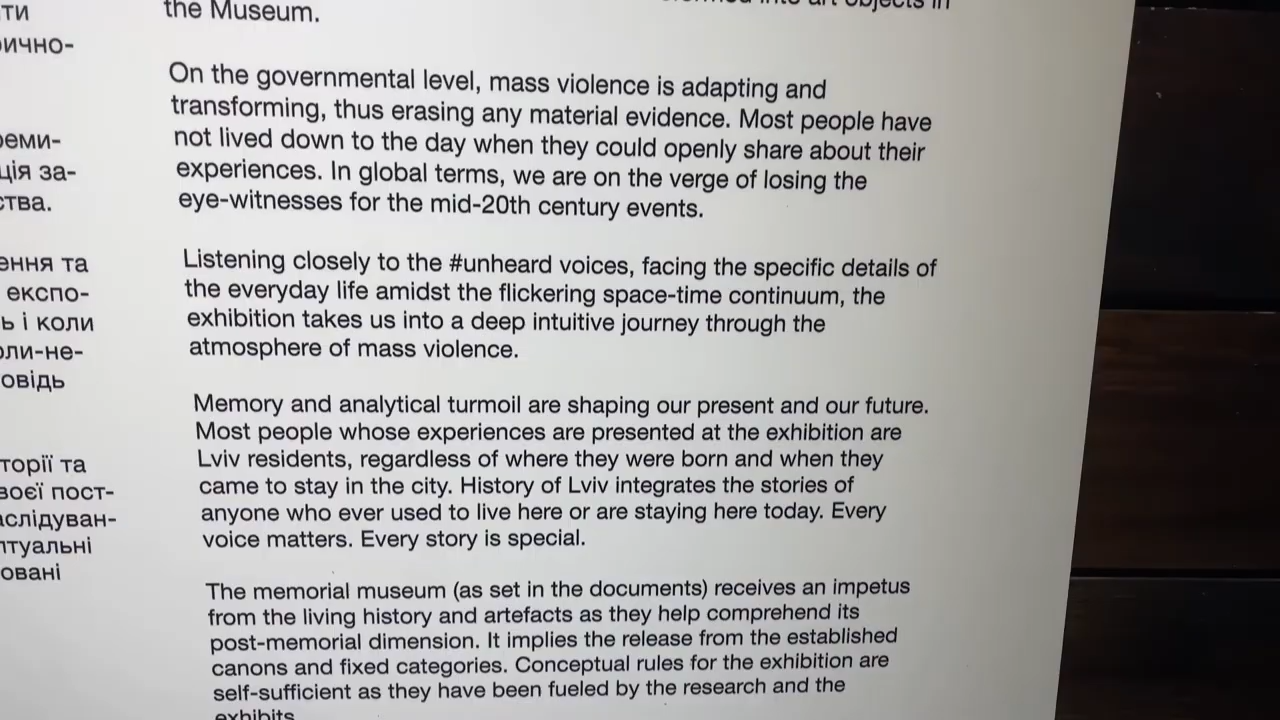 ти
рично-
реми-
ція за-
ства.
ення та
експо-
ь і коли
оли-не-
овідь
торії та
воєї пост-
аслідуван-
птуальні
овані
the Museum.
into art objects in
On the governmental level, mass violence is adapting and
transforming, thus erasing any material evidence. Most people have
not lived down to the day when they could openly share about their
experiences. In global terms, we are on the verge of losing the
eye-witnesses for the mid-20th century events.
Listening closely to the #unheard voices, facing the specific details of
the everyday life amidst the flickering space-time continuum, the
exhibition takes us into a deep intuitive journey through the
atmosphere of mass violence.
Memory and analytical turmoil are shaping our present and our future.
Most people whose experiences are presented at the exhibition are
Lviv residents, regardless of where they were born and when they
came to stay in the city. History of Lviv integrates the stories of
anyone who ever used to live here or are staying here today. Every
voice matters. Every story is special.
The memorial museum (as set in the documents) receives an impetus
from the living history and artefacts as they help comprehend its
post-memorial dimension. It implies the release from the established
canons and fixed categories. Conceptual rules for the exhibition are
self-sufficient as they have been fueled by the research and the
exhibits.